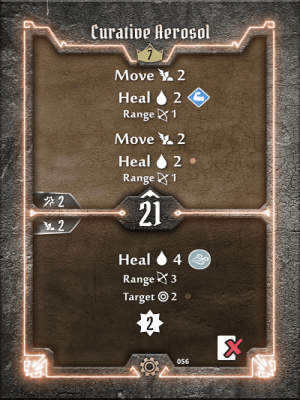 Curative Aerosol
7
Move 2
Heal 2
Range 1
Move 2
Heal 2
Range 1
2
21
2
Heal 4
Range 3
Target 2
2
056